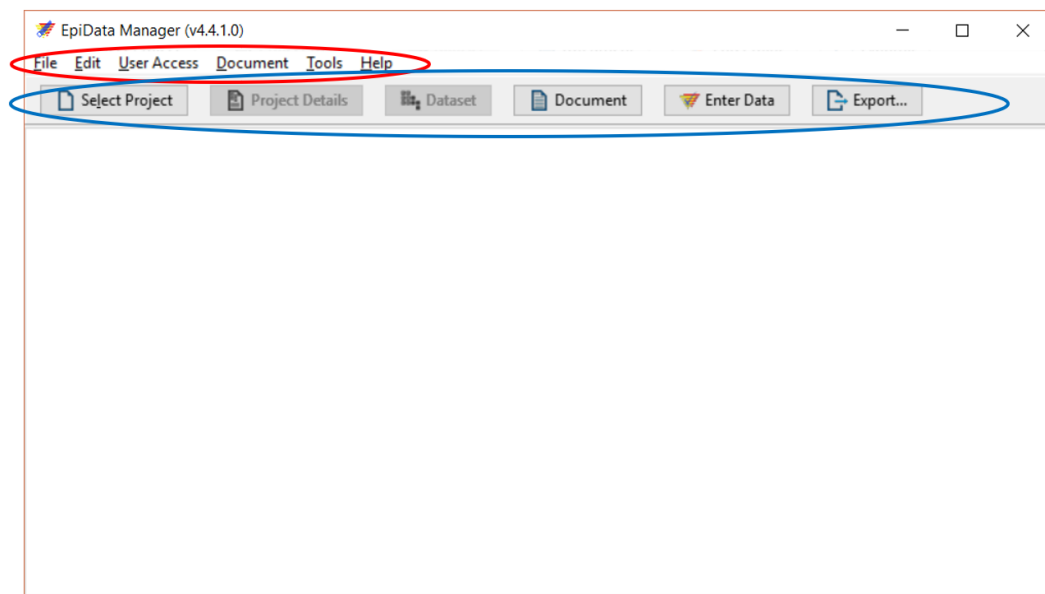 EpiData Manager (v4.4.1.0)
File Edit User Access Document Tools Help
Select Project Project Details Dataset Document Enter Data Export...